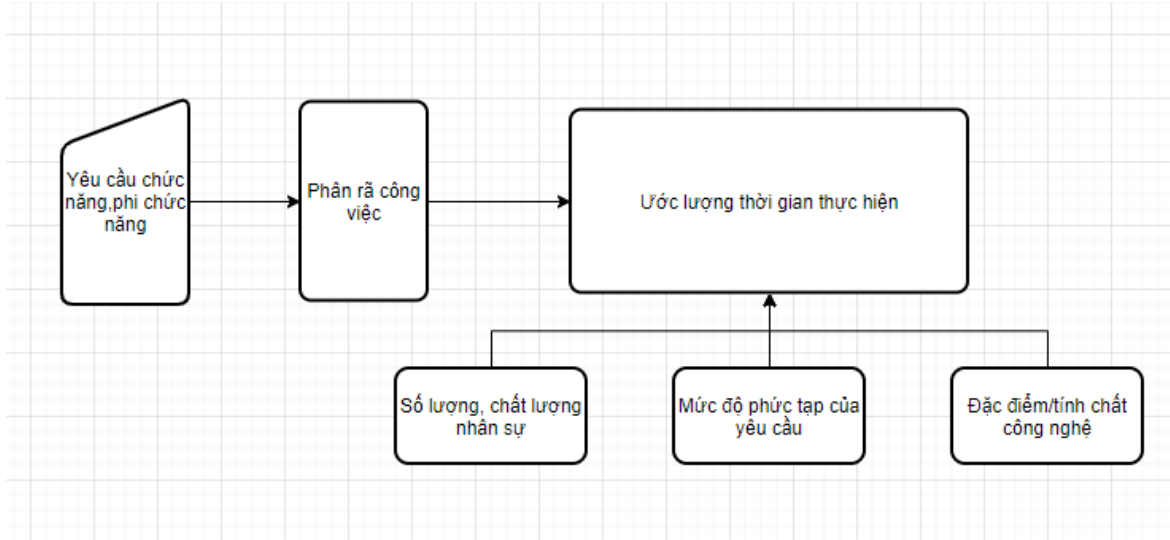 Yêu cầu chức
năng,phi chức
năng
Phân rã công
việc
Ước lượng thời gian thực hiện
Số lượng, chất lượng
nhân sự
Mức độ phức tạp của
yêu cầu
Đặc điểm/tính chất
công nghệ